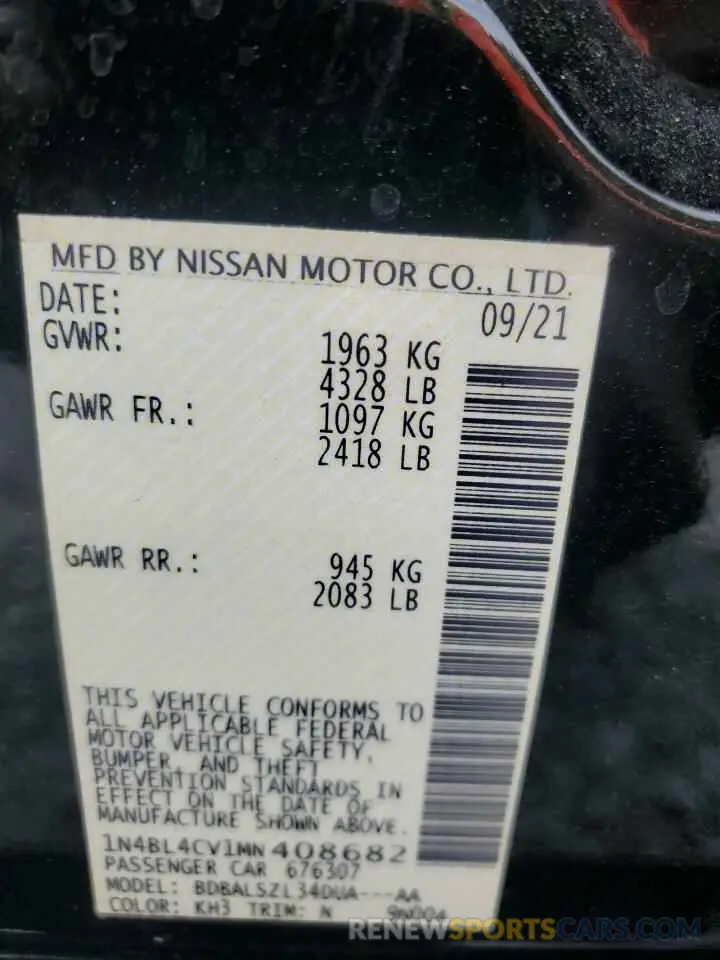 MFD BY NISSAN MOTOR CO., LTD.
DATE: 09/21
GVWR: 1963 KG
4328 LB
GAWR FR.: 1097 KG
2418 LB
GAWR RR.: 945 KG
2083 LB
THIS VEHICLE CONFORMS TO
ALL APPLICABLE FEDERAL
MOTOR VEHICLE SAFETY,
BUMPER, AND THEFT
PREVENTION STANDARDS IN
EFFECT ON THE DATE OF
MANUFACTURE SHOWN ABOVE.
1N4BL4CV1MN408682
PASSENGER CAR 676307
MODEL: BDBALSZL34DUA---AA
COLOR: KH3 TRIM: N 9N004
RENEWSPORTSCARS.COM